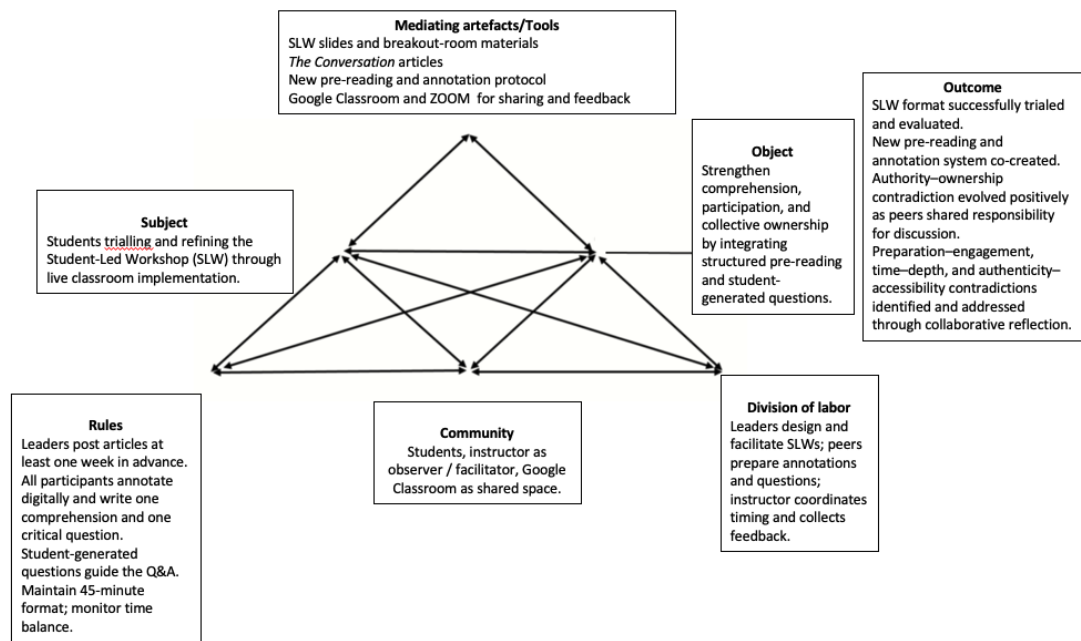 Mediating artefacts/Tools
SLW slides and breakout-room materials
The Conversation articles
New pre-reading and annotation protocol
Google Classroom and ZOOM for sharing and feedback
Outcome
SLW format successfully trialed
and evaluated.
New pre-reading and
annotation system co-created.
Authority–ownership
contradiction evolved positively
as peers shared responsibility
for discussion.
Preparation–engagement,
time–depth, and authenticity–
accessibility contradictions
identified and addressed
through collaborative reflection.
Object
Strengthen
comprehension,
participation, and
collective ownership
by integrating
structured pre-reading
and student-
generated questions.
Subject
Students trialling and refining the
Student-Led Workshop (SLW) through
live classroom implementation.
Rules
Leaders post articles at
least one week in advance.
All participants annotate
digitally and write one
comprehension and one
critical question.
Student-generated
questions guide the Q&A.
Maintain 45-minute
format; monitor time
balance.
Community
Students, instructor as
observer / facilitator, Google
Classroom as shared space.
Division of labor
Leaders design and
facilitate SLWs; peers
prepare annotations
and questions;
instructor coordinates
timing and collects
feedback.